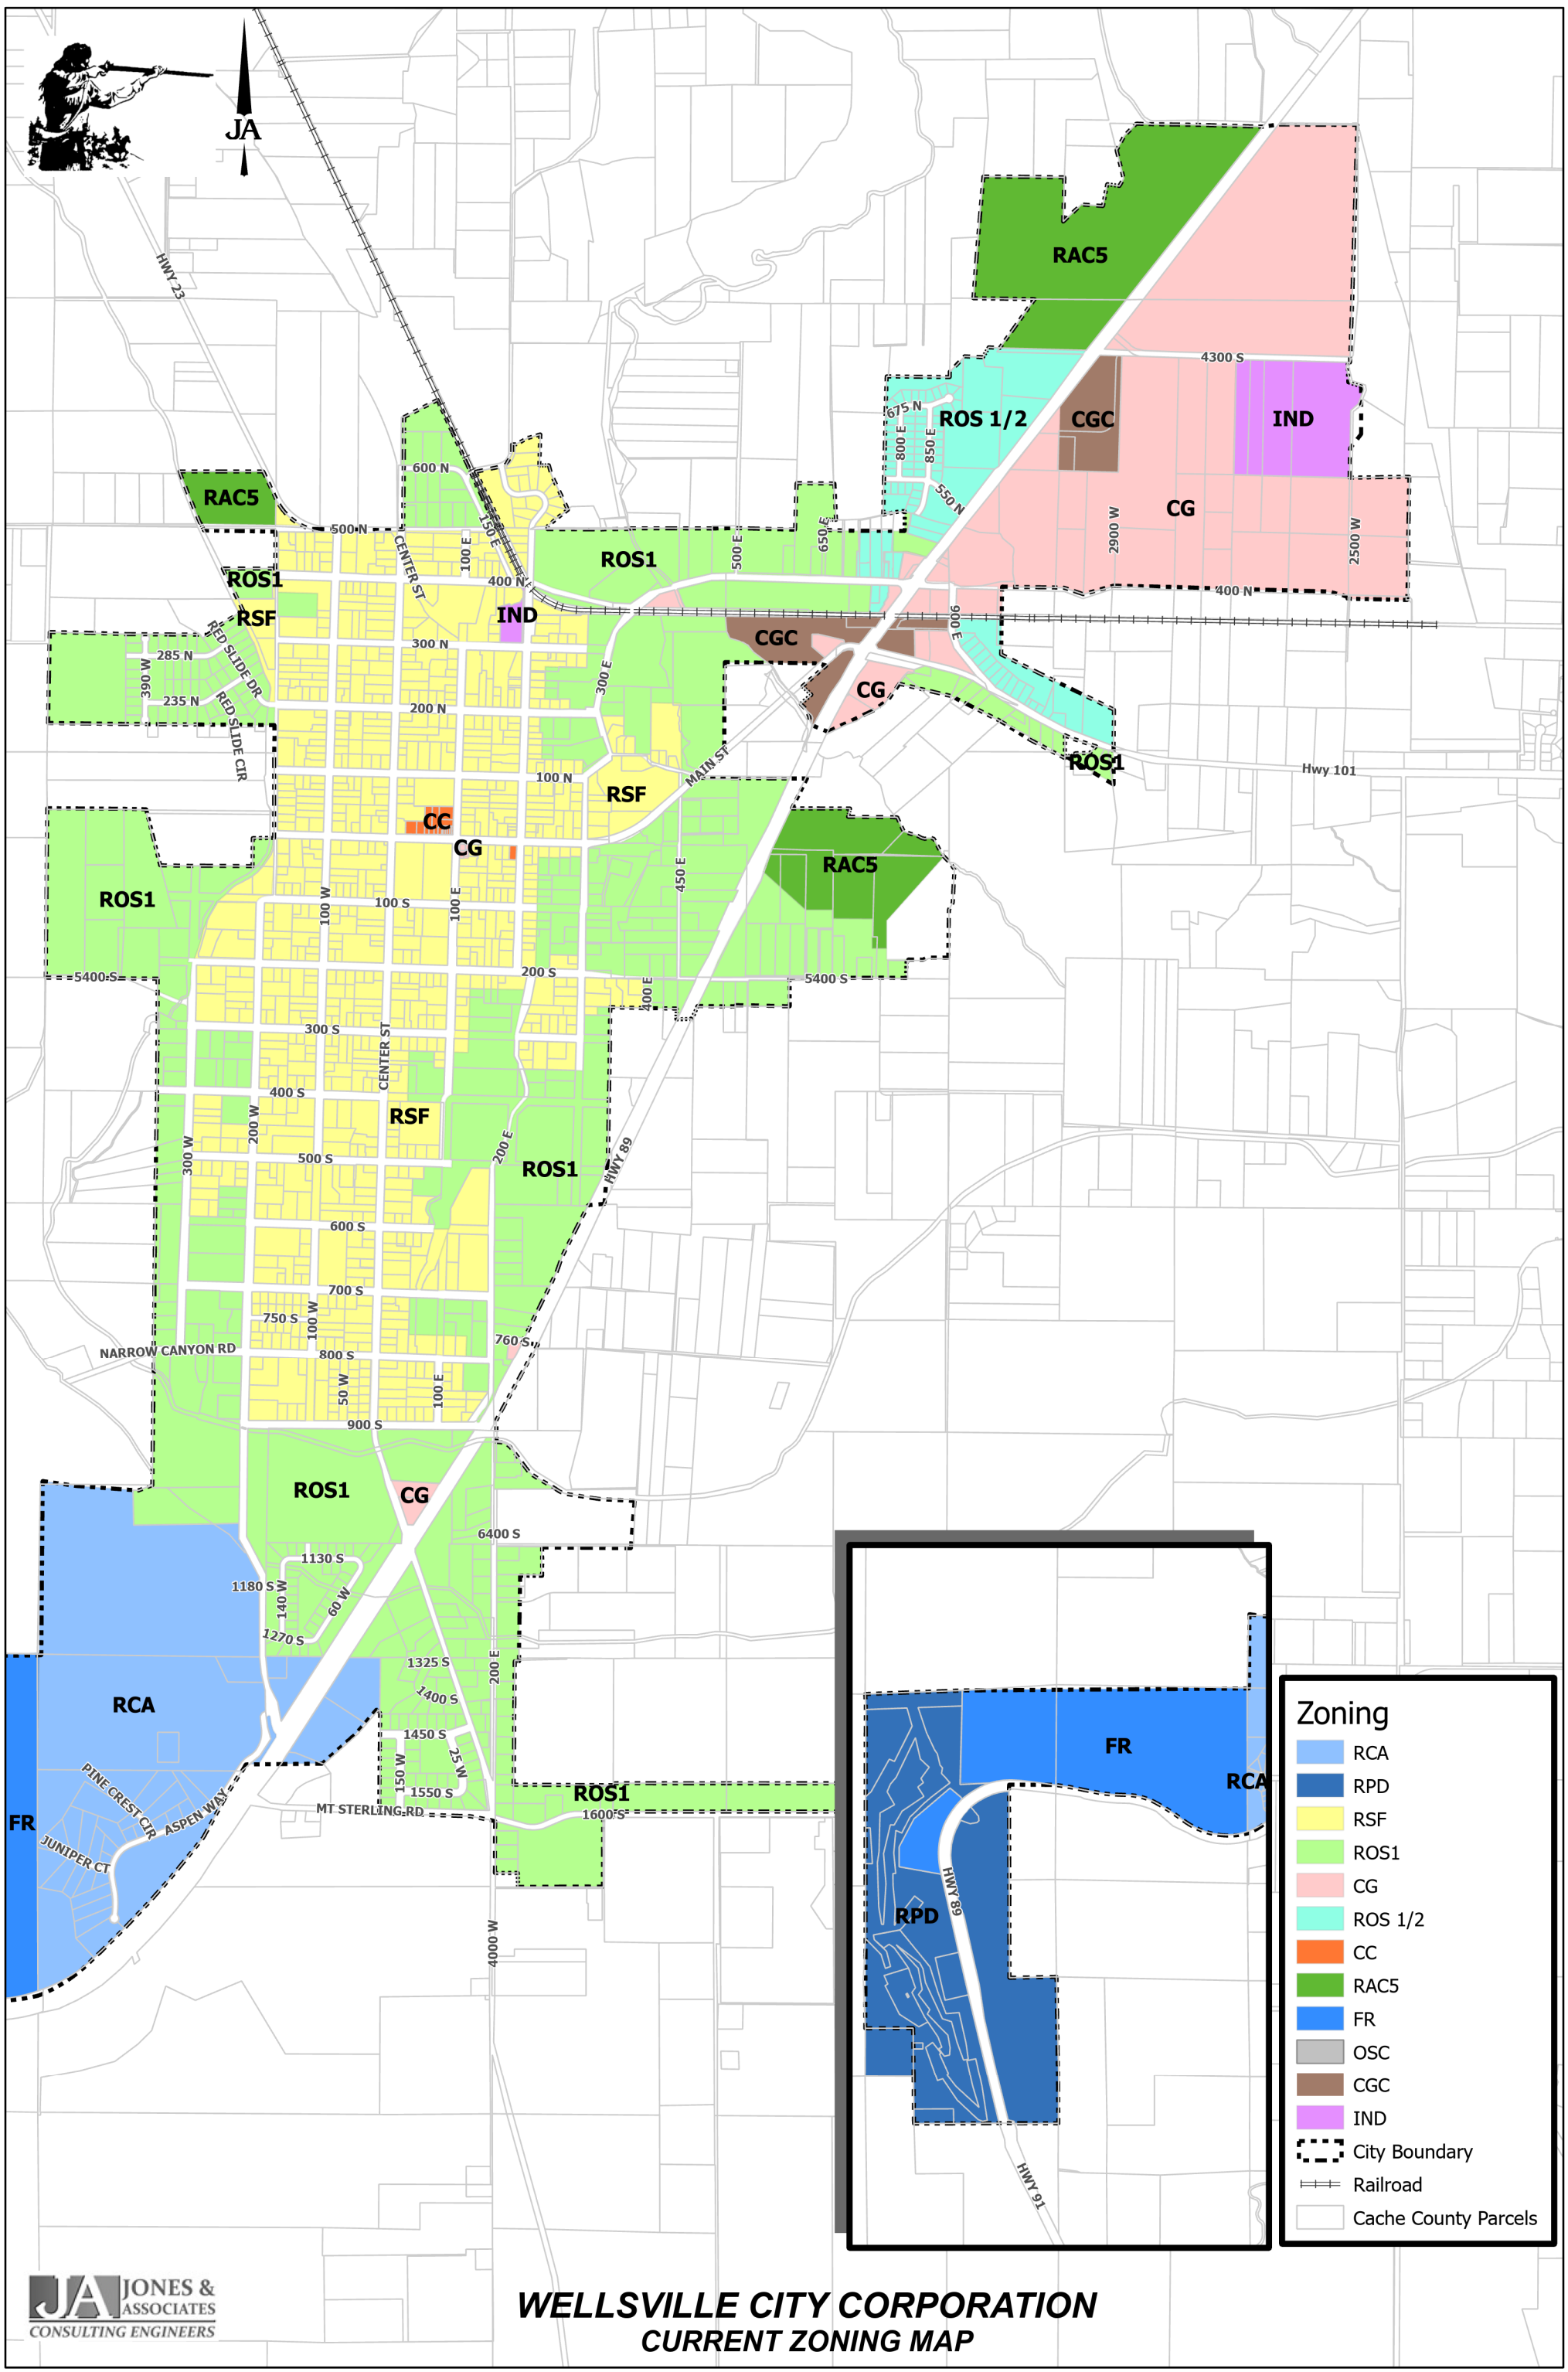 JA
HWY 23
RAC5
4300 S
675 N
800 E
850 E
ROS 1/2
CGC
IND
550 N
CG
2900 W
2500 W
400 N
600 N
RAC5
500 N
150 E
CENTER ST
100 E
ROS1
500 E
650 E
ROS1
400 N
IND
RSF
RED SLIDE DR
285 N
390 W
235 N
RED SLIDE CIR
300 N
300 E
200 N
CGC
900 E
CG
ROS1
Hwy 101
100 N
MAIN ST
RSF
CC
CG
RAC5
450 E
ROS1
100 W
100 S
100 E
5400 S
200 S
400 E
5400 S
300 S
CENTER ST
400 S
200 W
RSF
300 W
500 S
200 E
ROS1
HWY 89
600 S
700 S
750 S
100 W
760 S
NARROW CANYON RD
800 S
50 W
100 E
900 S
ROS1
CG
6400 S
1130 S
1180 S
140 W
60 W
1270 S
1325 S
200 E
1400 S
RCA
1450 S
150 W
25 W
1550 S
ROS1
1600 S
MT STERLING RD
PINE CREST CIR
ASPEN WAY
JUNIPER CT
FR
4000 W
FR
RCA
HWY 89
RPD
HWY 91
Zoning
RCA
RPD
RSF
ROS1
CG
ROS 1/2
CC
RAC5
FR
OSC
CGC
IND
City Boundary
Railroad
Cache County Parcels
JA JONES &
ASSOCIATES
CONSULTING ENGINEERS
WELLSVILLE CITY CORPORATION
CURRENT ZONING MAP